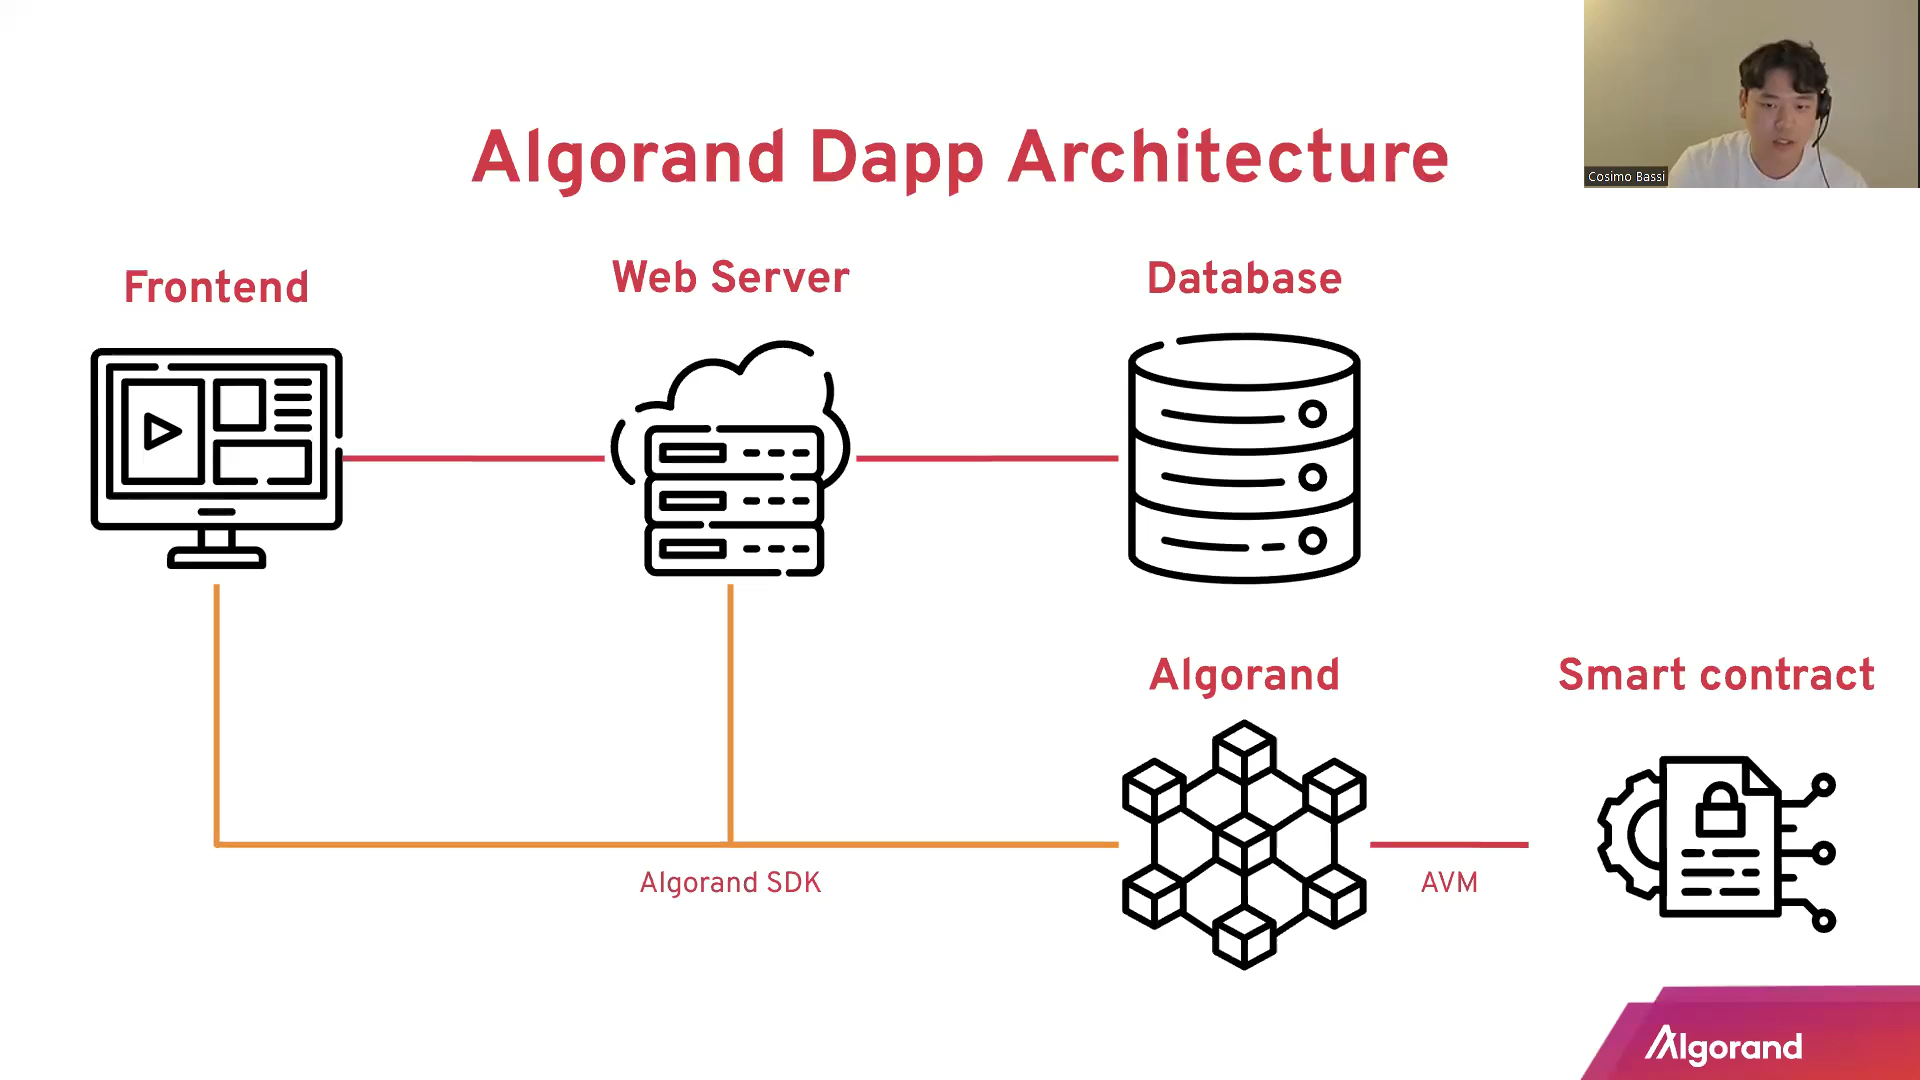 Algorand Dapp Architecture
Cosimo Bassi
Frontend
Web Server
Database
Algorand
Smart contract
Algorand SDK
AVM
Algorand